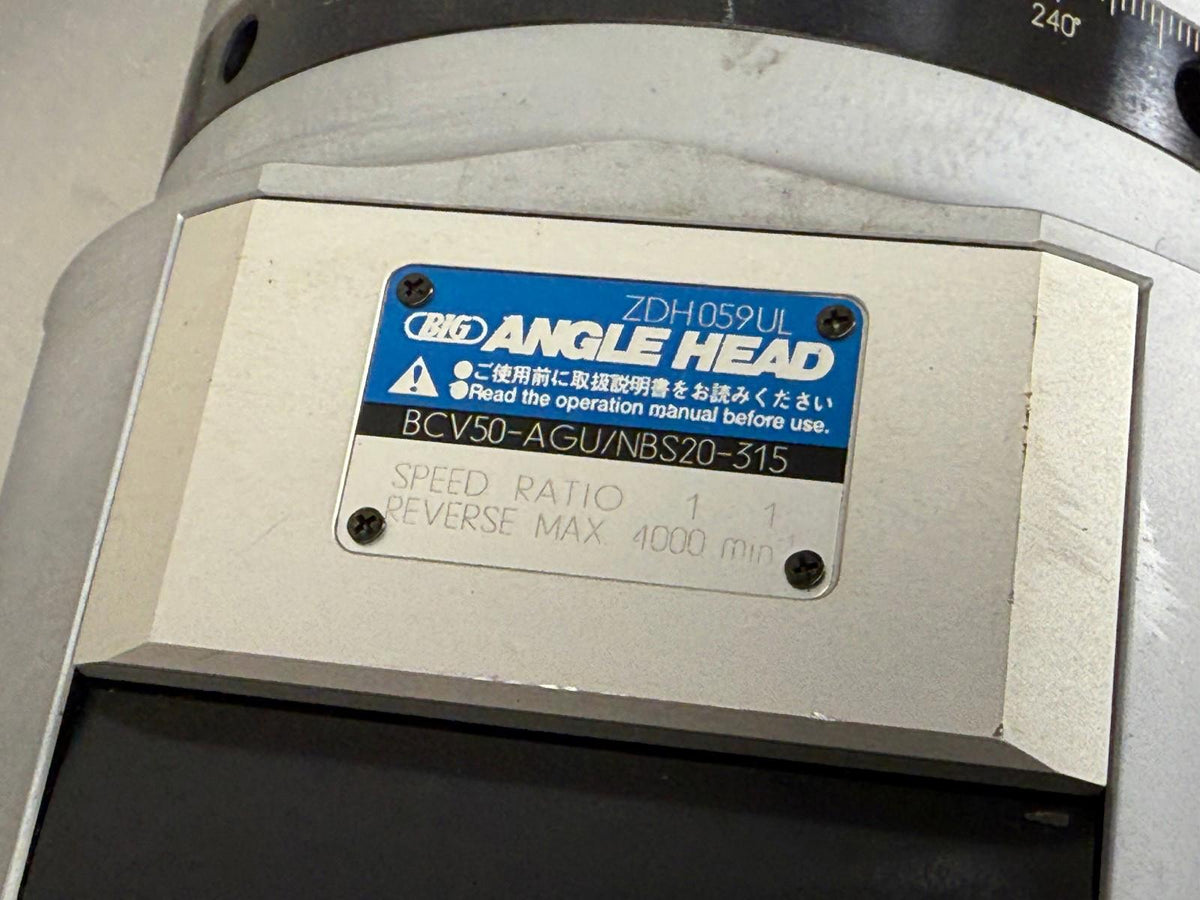 240°
ZDH059UL
BIG ANGLE HEAD
●ご使用前に取扱説明書をお読みください
●Read the operation manual before use.
BCV50-AGU/NBS20-315
SPEED RATIO 1 1
REVERSE MAX 4000 min⁻¹